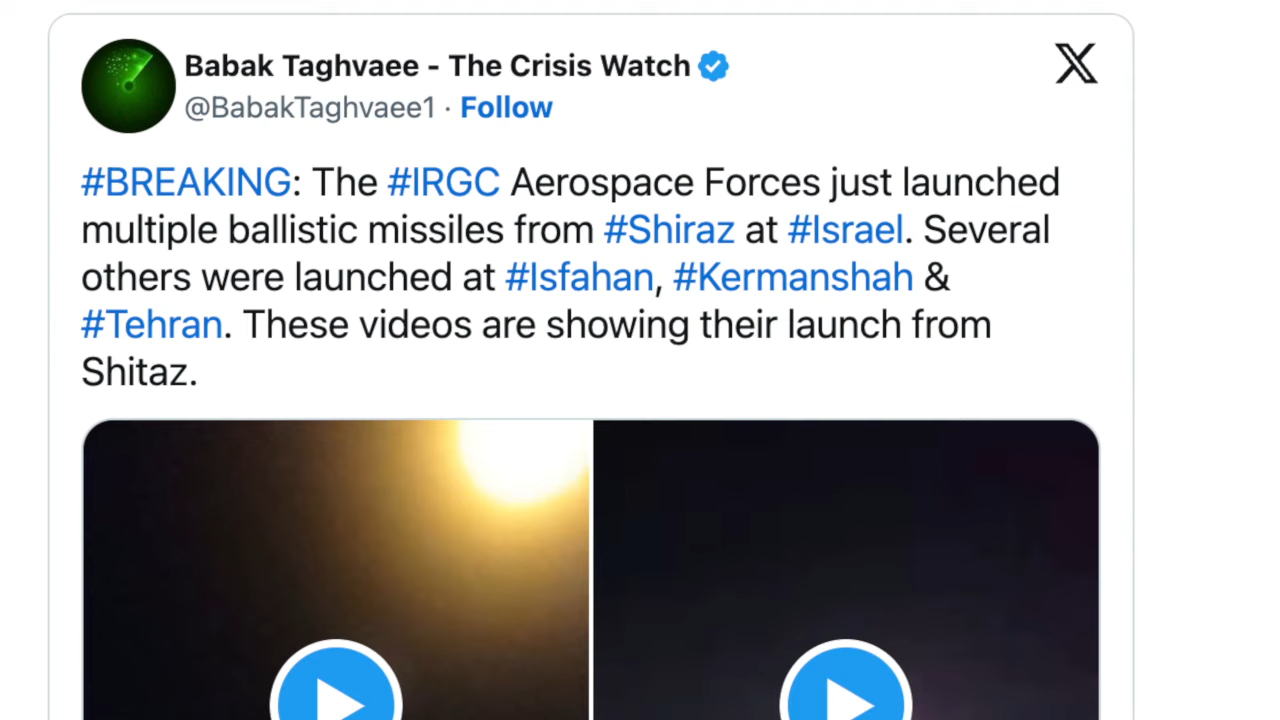 Babak Taghvaee - The Crisis Watch
@BabakTaghvaee1 · Follow
#BREAKING: The #IRGC Aerospace Forces just launched
multiple ballistic missiles from #Shiraz at #Israel. Several
others were launched at #Isfahan, #Kermanshah &
#Tehran. These videos are showing their launch from
Shitaz.